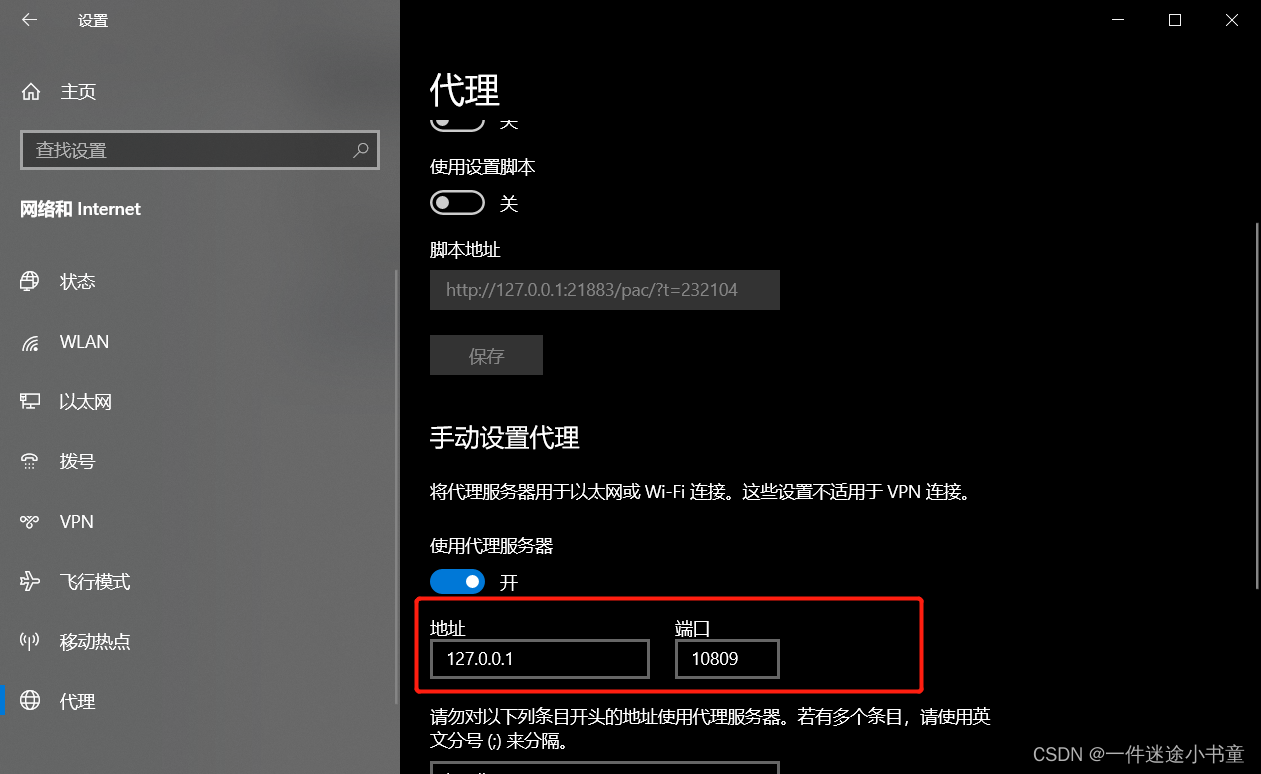 设置
主页
查找设置
网络和 Internet
状态
WLAN
以太网
拨号
VPN
飞行模式
移动热点
代理
代理
关
使用设置脚本
关
脚本地址
http://127.0.0.1:21883/pac/?t=232104
保存
手动设置代理
将代理服务器用于以太网或 Wi-Fi 连接。这些设置不适用于 VPN 连接。
使用代理服务器
开
地址 端口
127.0.0.1 10809
请勿对以下列条目开头的地址使用代理服务器。若有多个条目，请使用英
文分号 (;) 来分隔。
CSDN @一件迷途小书童